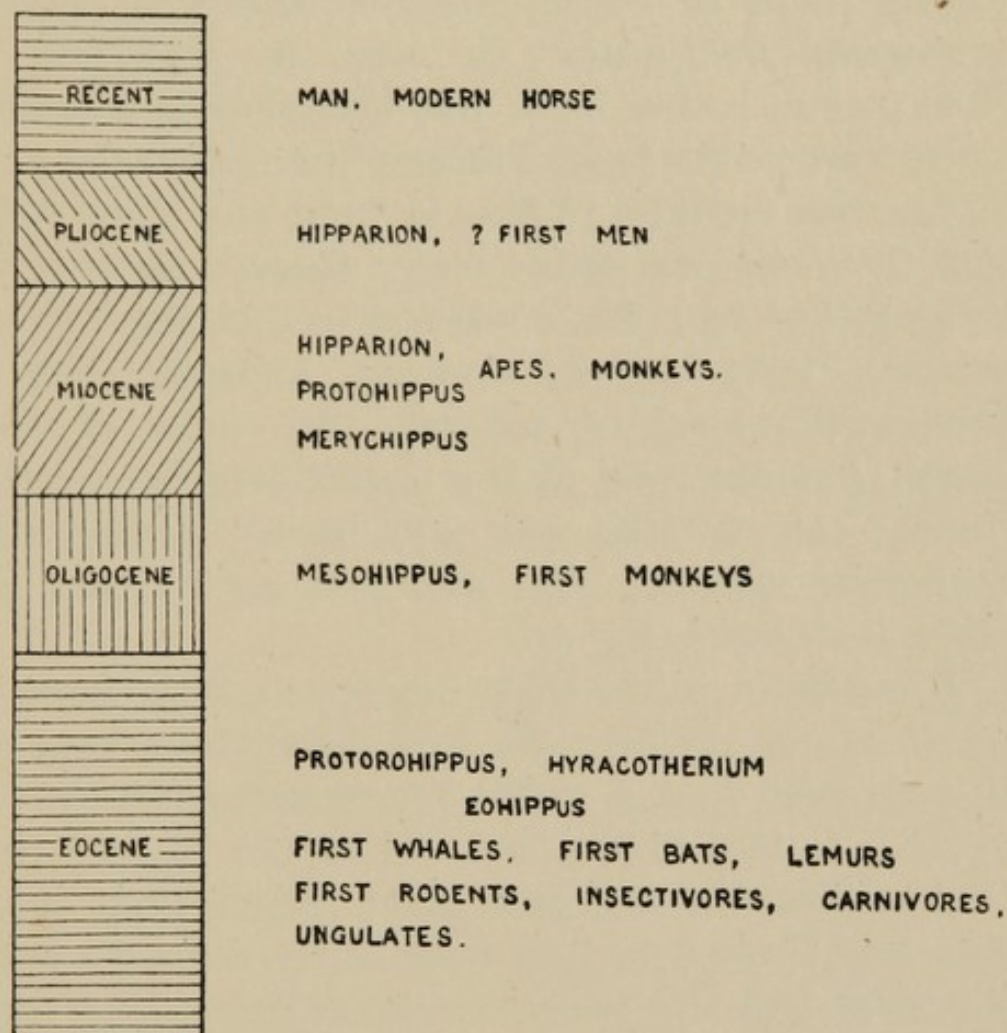 RECENT MAN. MODERN HORSE
PLIOCENE HIPPARION, ? FIRST MEN
HIPPARION,
APES. MONKEYS.
MIOCENE PROTOHIPPUS
MERYCHIPPUS
OLIGOCENE MESOHIPPUS, FIRST MONKEYS
PROTOROHIPPUS, HYRACOTHERIUM
EOHIPPUS
EOCENE FIRST WHALES. FIRST BATS, LEMURS
FIRST RODENTS, INSECTIVORES, CARNIVORES,
UNGULATES.